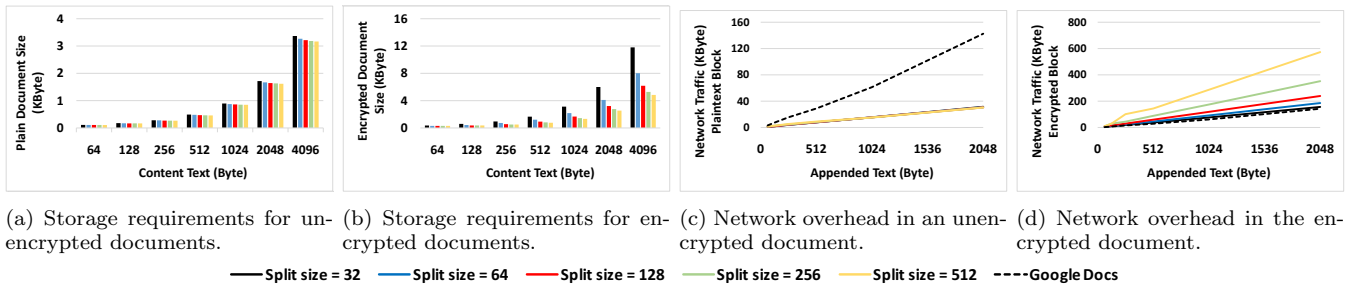 Plain Document Size
(KByte)
4
3
2
1
0
64 128 256 512 1024 2048 4096
Content Text (Byte)
Encrypted Document
Size (KByte)
16
12
8
4
0
64 128 256 512 1024 2048 4096
Content Text (Byte)
Network Traffic (KByte)
Plaintext Block
160
120
80
40
0
0 512 1024 1536 2048
Appended Text (Byte)
Network Traffic (KByte)
Encrypted Block
800
600
400
200
0
0 512 1024 1536 2048
Appended Text (Byte)
(a) Storage requirements for un-
encrypted documents.
(b) Storage requirements for en-
crypted documents.
(c) Network overhead in an unen-
crypted document.
(d) Network overhead in the en-
crypted document.
Split size = 32 Split size = 64 Split size = 128 Split size = 256 Split size = 512 Google Docs